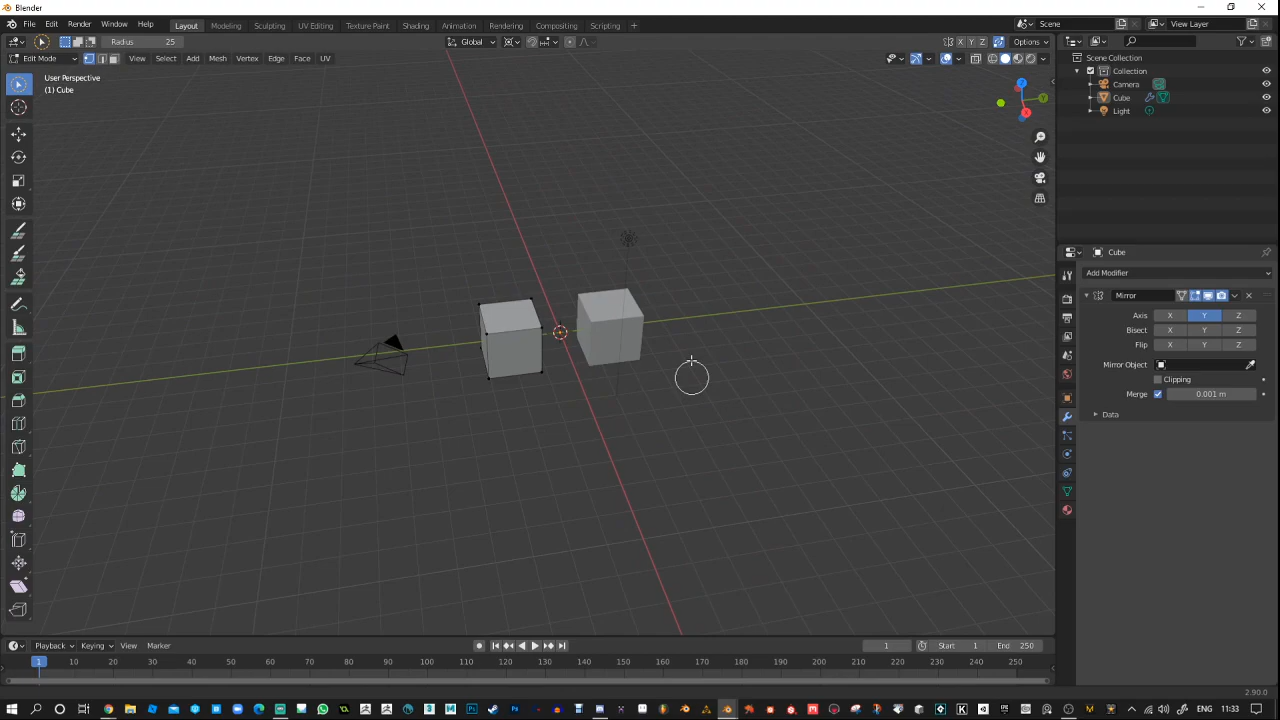 Blender
File Edit Render Window Help Layout Modeling Sculpting UV Editing Texture Paint Shading Animation Rendering Compositing Scripting + Scene View Layer
Radius 25 Global X Y Z Options
Edit Mode View Select Add Mesh Vertex Edge Face UV
User Perspective
(1) Cube
Scene Collection
Collection
Camera
Cube
Light
Cube
Add Modifier
Mirror
Axis X Y Z
Bisect X Y Z
Flip X Y Z
Mirror Object
Clipping
Merge 0.001 m
Data
Playback Keying View Marker 1 Start 1 End 250
1 10 20 30 40 50 60 70 80 90 100 110 120 130 140 150 160 170 180 190 200 210 220 230 240 250
2.90.0
ENG 11:33